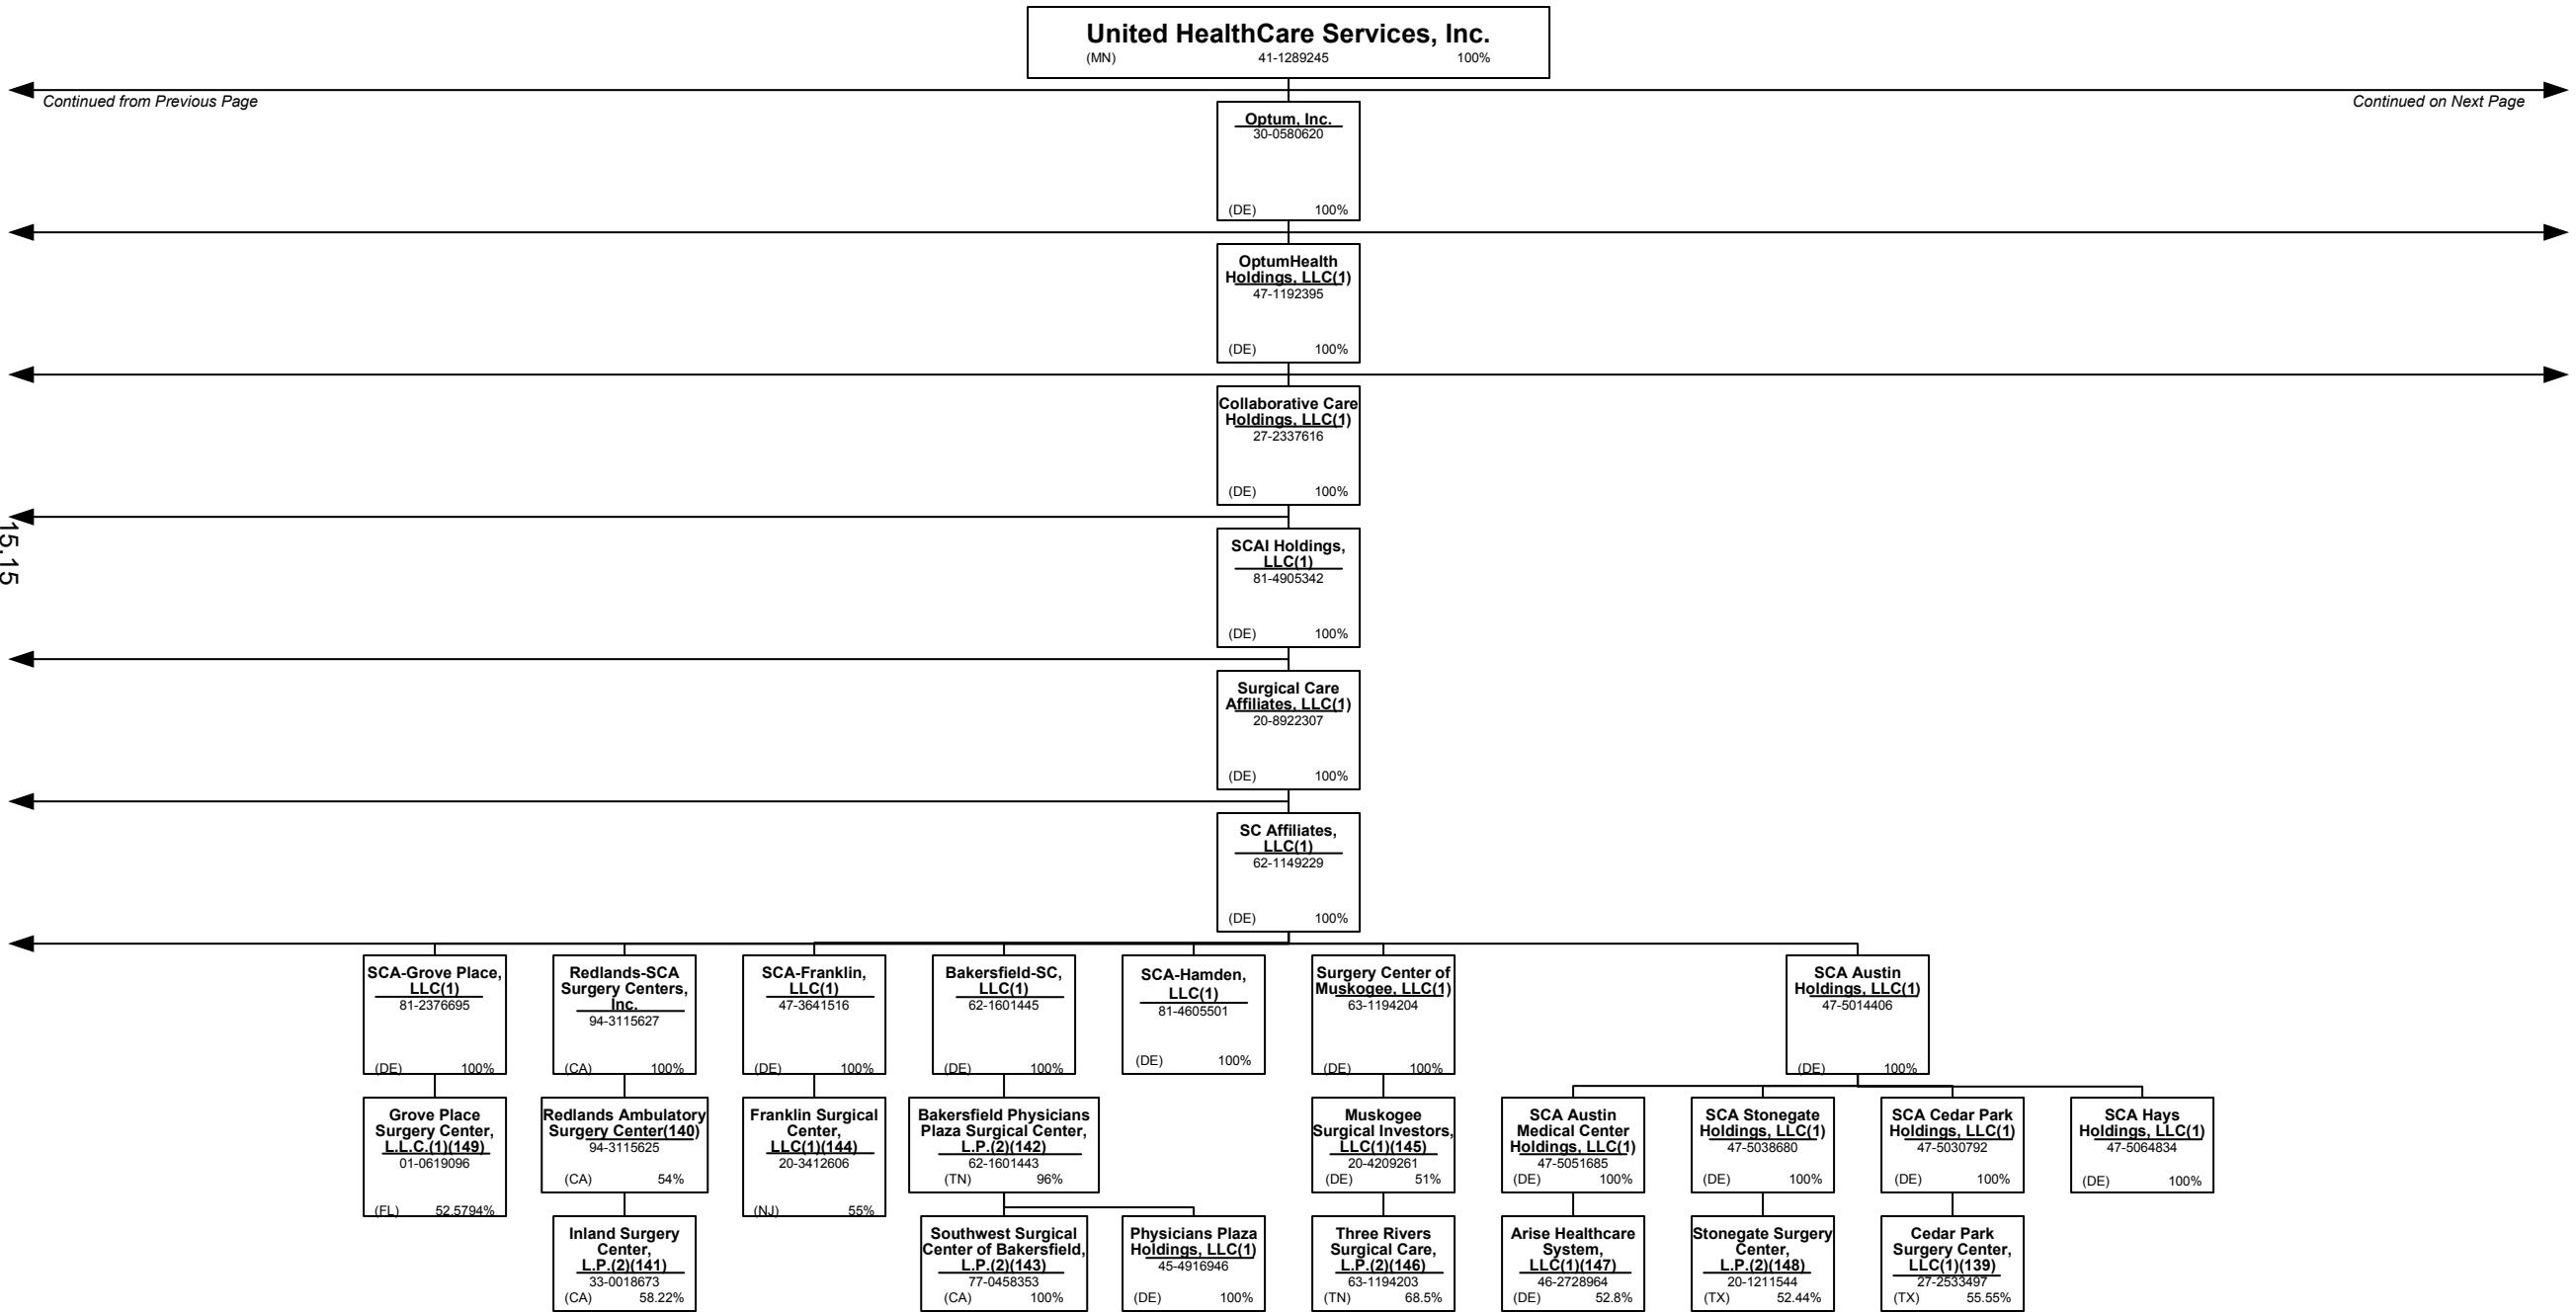 United HealthCare Services, Inc.
(MN) 41-1289245 100%
Continued from Previous Page
Continued on Next Page
Optum, Inc.
30-0580620
(DE) 100%
OptumHealth
Holdings, LLC(1)
47-1192395
(DE) 100%
Collaborative Care
Holdings, LLC(1)
27-2337616
(DE) 100%
15.15
SCAI Holdings,
LLC(1)
81-4905342
(DE) 100%
Surgical Care
Affiliates, LLC(1)
20-8922307
(DE) 100%
SC Affiliates,
LLC(1)
62-1149229
(DE) 100%
SCA-Grove Place,
LLC(1)
81-2376695
(DE) 100%
Redlands-SCA
Surgery Centers,
Inc.
94-3115627
(CA) 100%
SCA-Franklin,
LLC(1)
47-3641516
(DE) 100%
Bakersfield-SC,
LLC(1)
62-1601445
(DE) 100%
SCA-Hamden,
LLC(1)
81-4605501
(DE) 100%
Surgery Center of
Muskogee, LLC(1)
63-1194204
(DE) 100%
SCA Austin
Holdings, LLC(1)
47-5014406
(DE) 100%
Grove Place
Surgery Center,
L.L.C.(1)(149)
01-0619096
(FL) 52.5794%
Redlands Ambulatory
Surgery Center(140)
94-3115625
(CA) 54%
Franklin Surgical
Center,
LLC(1)(144)
20-3412606
(NJ) 55%
Bakersfield Physicians
Plaza Surgical Center,
L.P.(2)(142)
62-1601443
(TN) 96%
Muskogee
Surgical Investors,
LLC(1)(145)
20-4209261
(DE) 51%
SCA Austin
Medical Center
Holdings, LLC(1)
47-5051685
(DE) 100%
SCA Stonegate
Holdings, LLC(1)
47-5038680
(DE) 100%
SCA Cedar Park
Holdings, LLC(1)
47-5030792
(DE) 100%
SCA Hays
Holdings, LLC(1)
47-5064834
(DE) 100%
Inland Surgery
Center,
L.P.(2)(141)
33-0018673
(CA) 58.22%
Southwest Surgical
Center of Bakersfield,
L.P.(2)(143)
77-0458353
(CA) 100%
Physicians Plaza
Holdings, LLC(1)
45-4916946
(DE) 100%
Three Rivers
Surgical Care,
L.P.(2)(146)
63-1194203
(TN) 68.5%
Arise Healthcare
System,
LLC(1)(147)
46-2728964
(DE) 52.8%
Stonegate Surgery
Center,
L.P.(2)(148)
20-1211544
(TX) 52.44%
Cedar Park
Surgery Center,
LLC(1)(139)
27-2533497
(TX) 55.55%